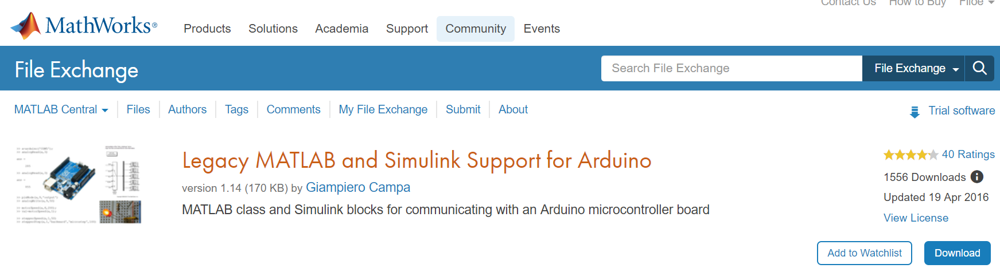 Contact Us How to Buy Filoe
MathWorks®
Products Solutions Academia Support Community Events
File Exchange
Search File Exchange File Exchange
MATLAB Central Files Authors Tags Comments My File Exchange Submit About
Trial software
Legacy MATLAB and Simulink Support for Arduino
version 1.14 (170 KB) by Giampiero Campa
MATLAB class and Simulink blocks for communicating with an Arduino microcontroller board
40 Ratings
1556 Downloads
Updated 19 Apr 2016
View License
Add to Watchlist Download